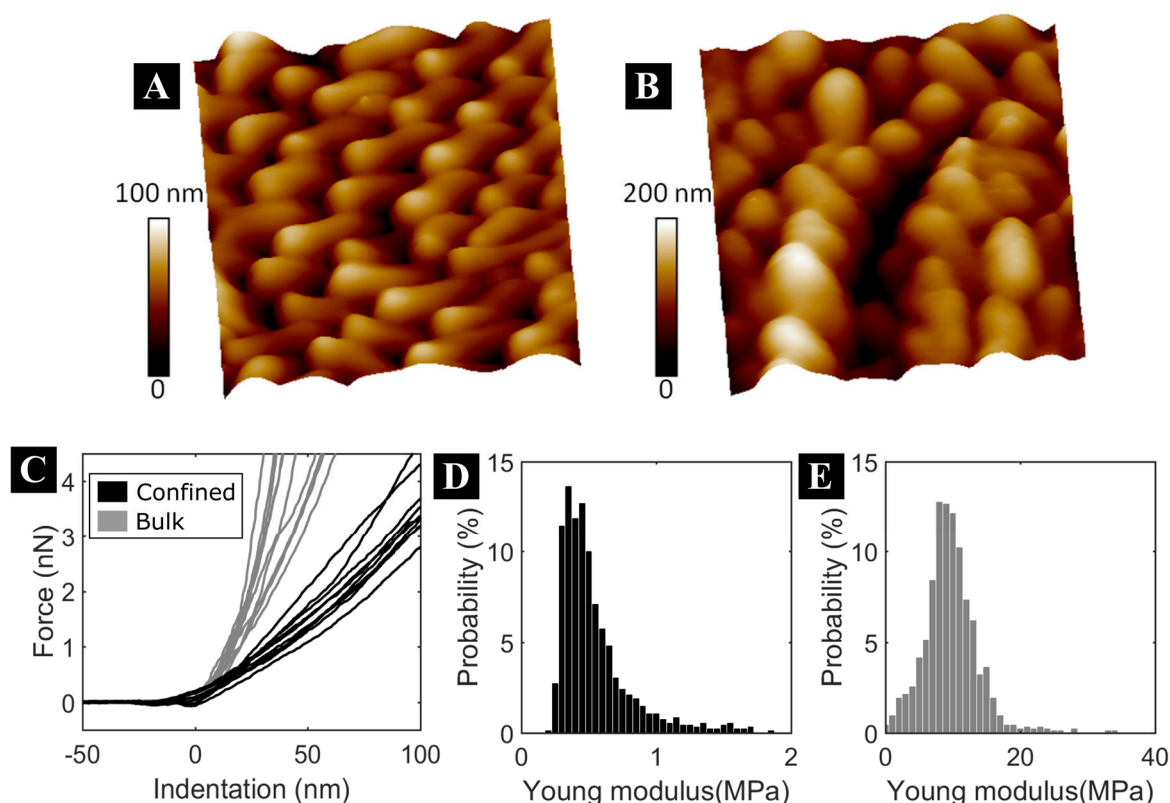 A
100 nm
0
B
200 nm
0
C
Confined
Bulk
4
3
2
1
0
Force (nN)
-50
0
50
100
Indentation (nm)
D
15
10
5
0
Probability (%)
0
1
2
Young modulus(MPa)
E
15
10
5
0
Probability (%)
0
20
40
Young modulus(MPa)